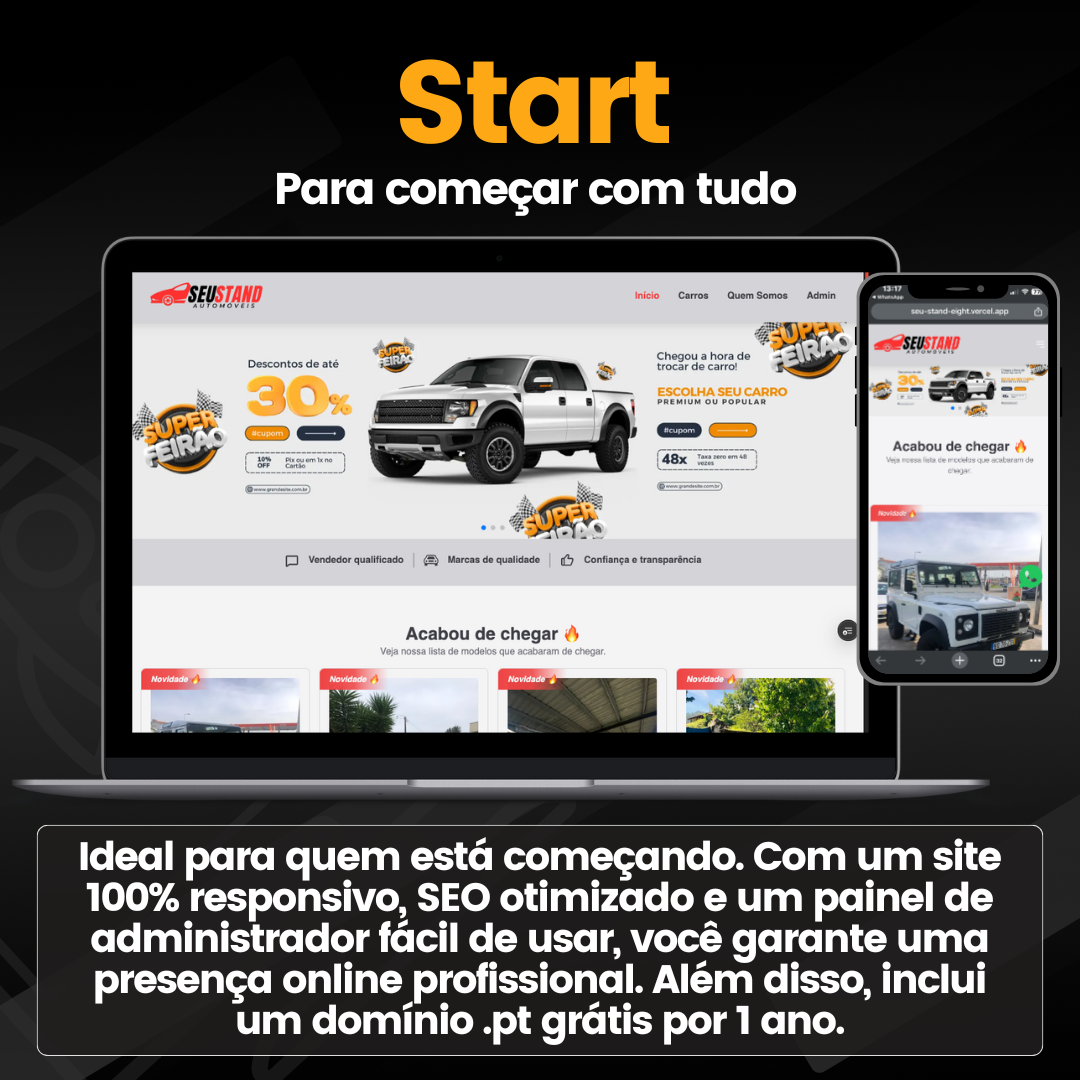 Start
Para começar com tudo
SEUSTAND
AUTOMÓVEIS
Início Carros Quem Somos Admin
SUPER
FEIRÃO
Descontos de até
30%
#cupom
10%
OFF
Pix ou em 1x no
Cartão
www.grandesite.com.br
SUPER
FEIRÃO
Chegou a hora de
trocar de carro!
ESCOLHA SEU CARRO
PREMIUM OU POPULAR
#cupom
48x
Taxa zero em 48
vezes
www.grandesite.com.br
SUPER
FEIRÃO
SUPER
FEIRÃO
Vendedor qualificado
Marcas de qualidade
Confiança e transparência
Acabou de chegar 🔥
Veja nossa lista de modelos que acabaram de chegar.
Novidade 🔥
Novidade 🔥
Novidade 🔥
Novidade 🔥
13:17
WhatsApp
77
seu-stand-eight.vercel.app
SEUSTAND
AUTOMÓVEIS
30%
Acabou de chegar 🔥
Veja nossa lista de modelos que acabaram de
chegar.
Novidade 🔥
Ideal para quem está começando. Com um site
100% responsivo, SEO otimizado e um painel de
administrador fácil de usar, você garante uma
presença online profissional. Além disso, inclui
um domínio .pt grátis por 1 ano.